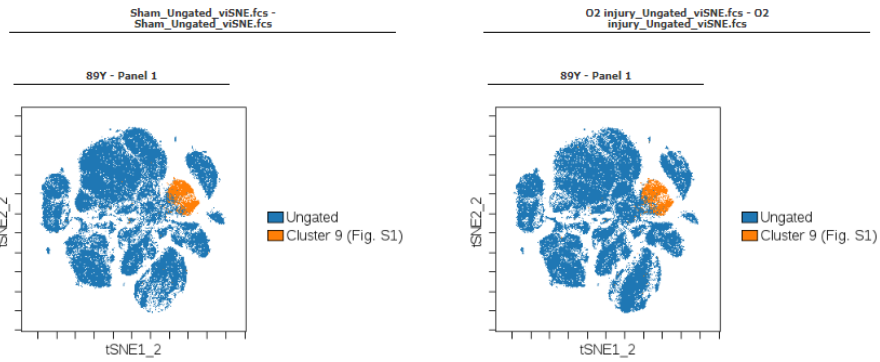 Sham_Ungated_viSNE.fcs -
Sham_Ungated_viSNE.fcs
89Y - Panel 1
tSNE2_2
tSNE1_2
Ungated
Cluster 9 (Fig. S1)
O2 injury_Ungated_viSNE.fcs - O2
injury_Ungated_viSNE.fcs
89Y - Panel 1
tSNE2_2
tSNE1_2
Ungated
Cluster 9 (Fig. S1)